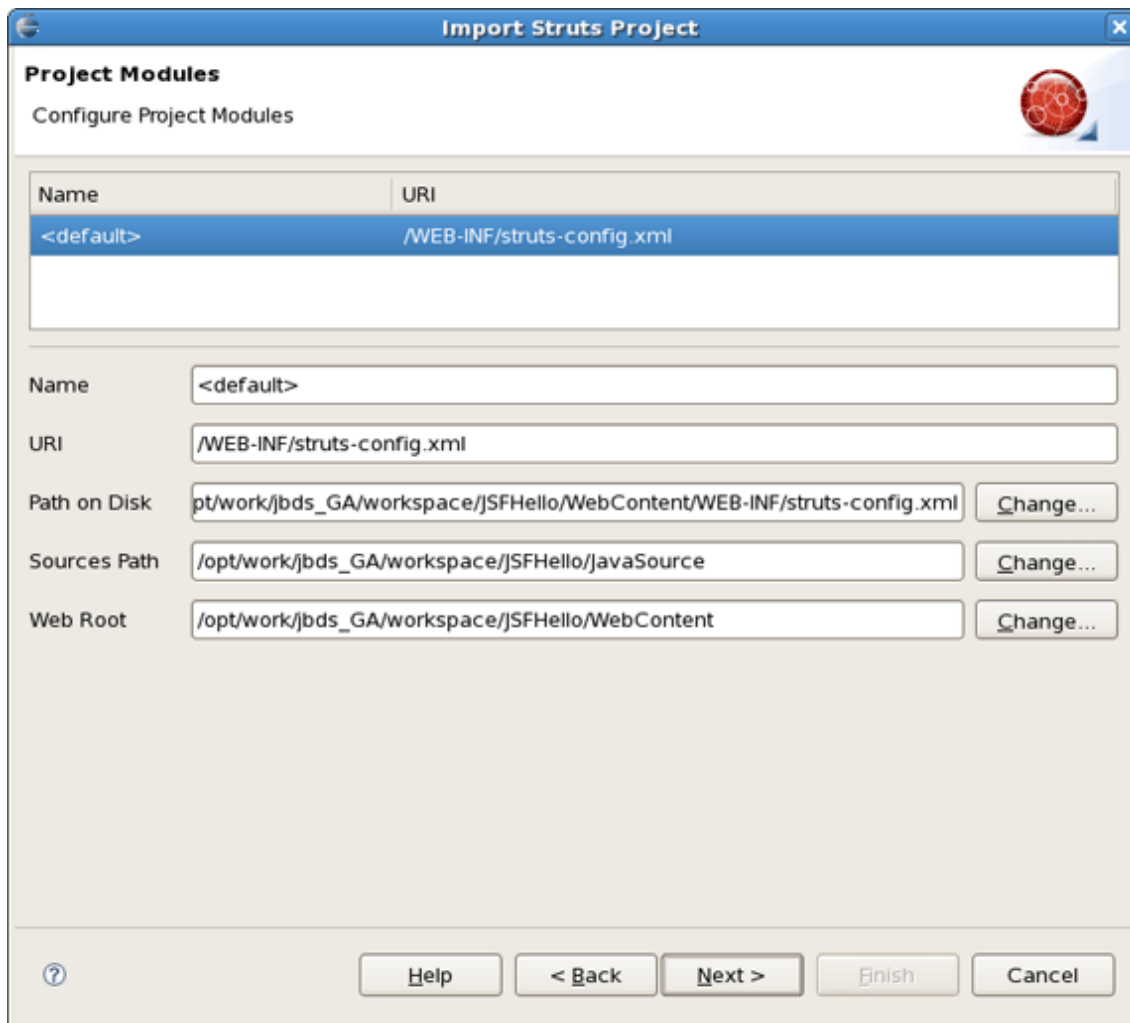 Import Struts Project
Project Modules
Configure Project Modules
Name URI
<default> /WEB-INF/struts-config.xml
Name <default>
URI /WEB-INF/struts-config.xml
Path on Disk pt/work/jbds_GA/workspace/JSFHello/WebContent/WEB-INF/struts-config.xml Change...
Sources Path /opt/work/jbds_GA/workspace/JSFHello/JavaSource Change...
Web Root /opt/work/jbds_GA/workspace/JSFHello/WebContent Change...
? Help < Back Next > Finish Cancel